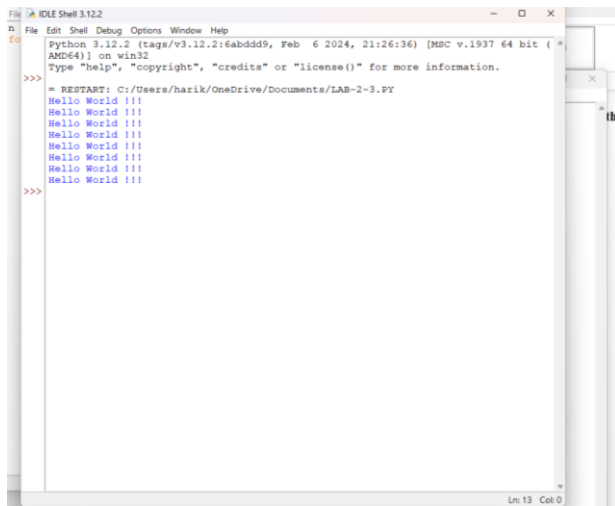 File
IDLE Shell 3.12.2
n
File Edit Shell Debug Options Window Help
fo
Python 3.12.2 (tags/v3.12.2:6abddd9, Feb 6 2024, 21:26:36) [MSC v.1937 64 bit (
AMD64)] on win32
Type "help", "copyright", "credits" or "license()" for more information.
>>>
= RESTART: C:/Users/harik/OneDrive/Documents/LAB-2-3.PY
Hello World !!!
Hello World !!!
Hello World !!!
Hello World !!!
Hello World !!!
Hello World !!!
Hello World !!!
Hello World !!!
>>>
th
Ln: 13 Col: 0